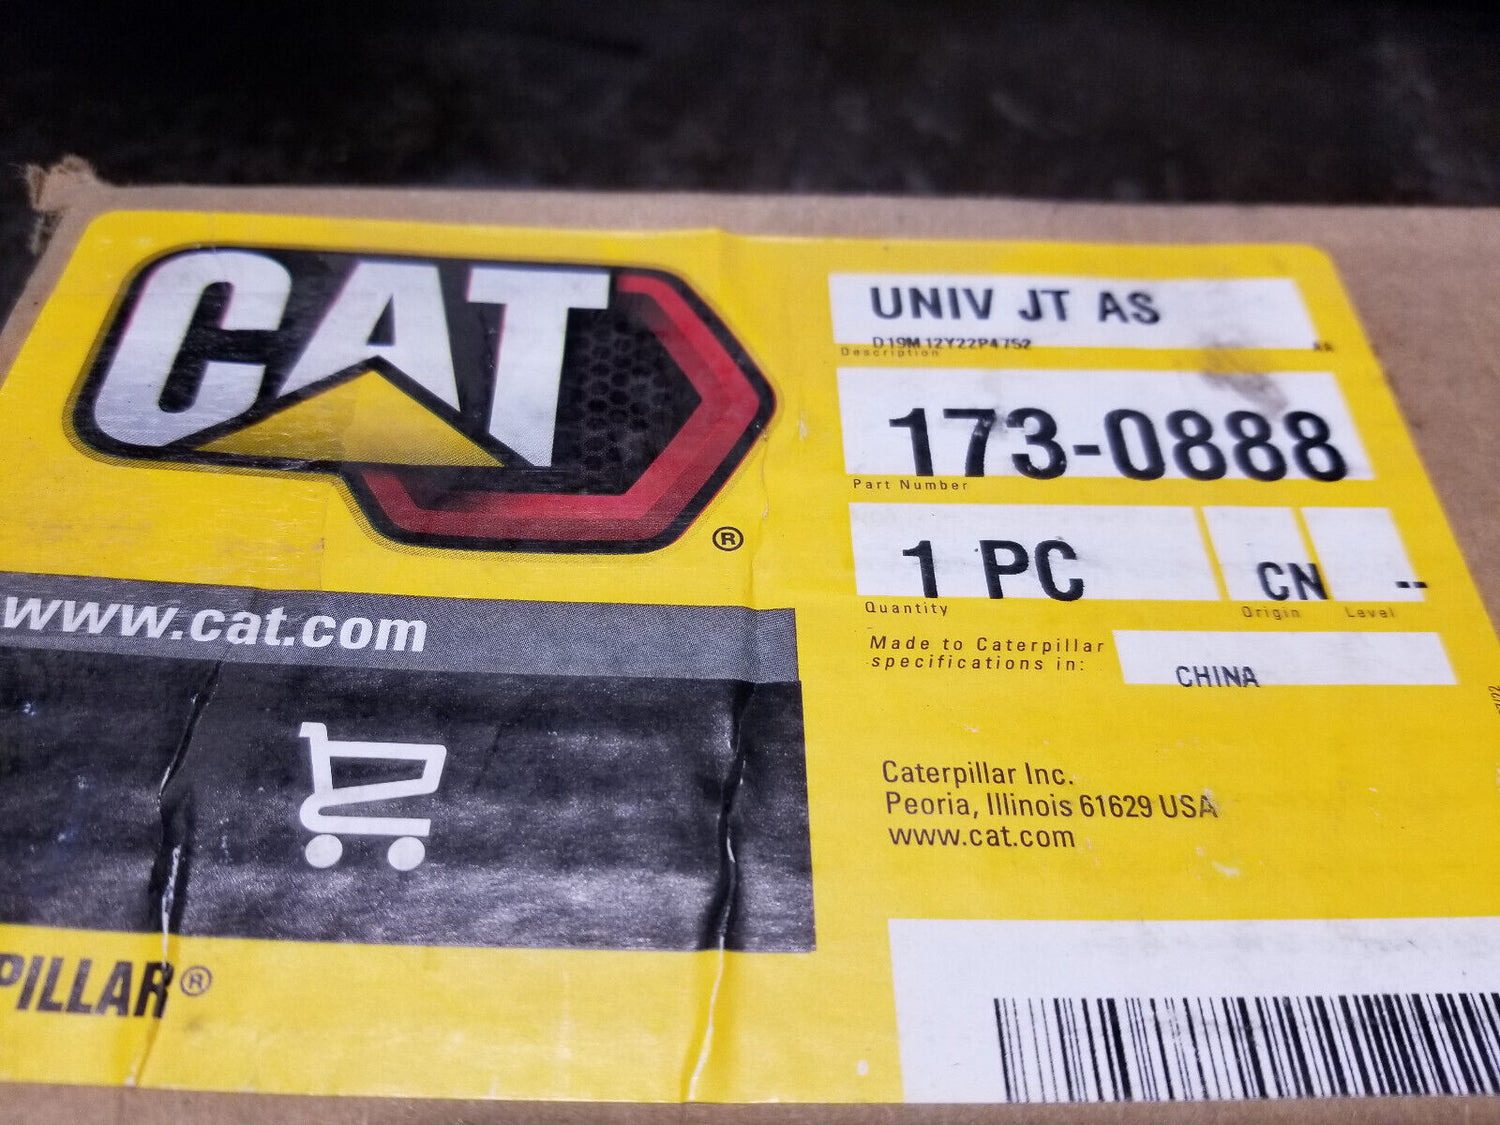 CAT
®
www.cat.com
PILLAR®
UNIV JT AS
D19M12Y22P4752
AA
Description
173-0888
Part Number
1 PC
CN
--
Quantity
Origin
Level
Made to Caterpillar
specifications in:
CHINA
Caterpillar Inc.
Peoria, Illinois 61629 USA
www.cat.com